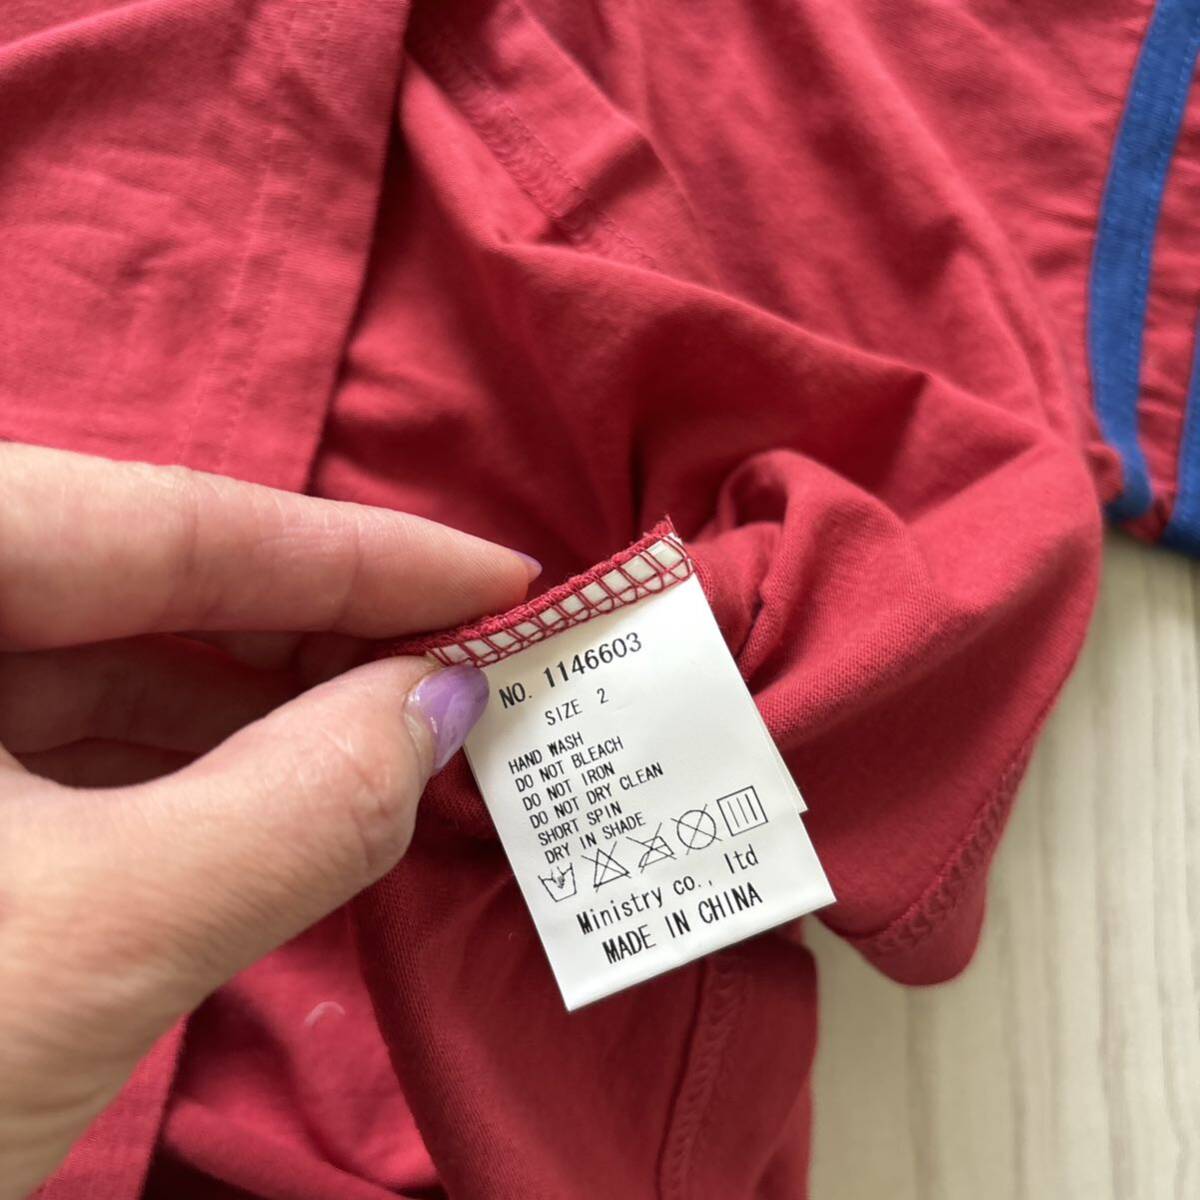 NO. 1146603
SIZE 2
HAND WASH
DO NOT BLEACH
DO NOT IRON
DO NOT DRY CLEAN
SHORT SPIN
DRY IN SHADE
Ministry co., ltd
MADE IN CHINA